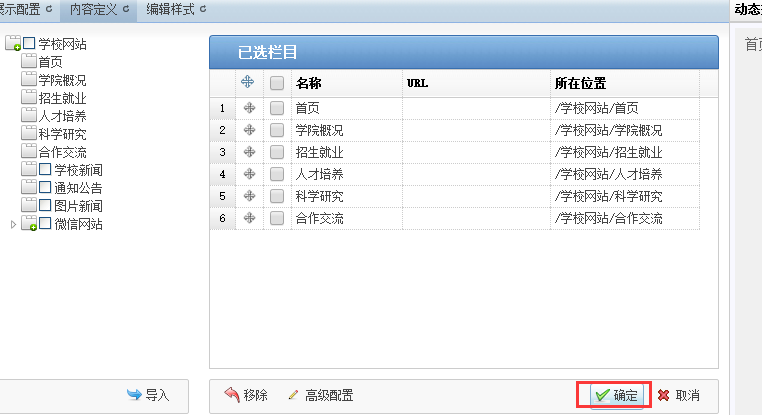 展示配置 内容定义 编辑样式
动态
首页
学校网站
首页
学院概况
招生就业
人才培养
科学研究
合作交流
学校新闻
通知公告
图片新闻
微信网站
导入
已选栏目
名称 URL 所在位置
1 首页 /学校网站/首页
2 学院概况 /学校网站/学院概况
3 招生就业 /学校网站/招生就业
4 人才培养 /学校网站/人才培养
5 科学研究 /学校网站/科学研究
6 合作交流 /学校网站/合作交流
移除 高级配置 确定 取消